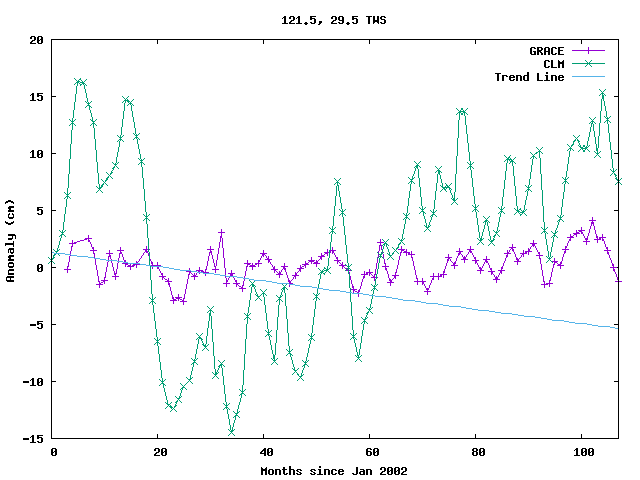 121.5, 29.5 TWS
GRACE
CLM
Trend Line
20
15
10
5
0
-5
-10
-15
Anomaly (cm)
0 20 40 60 80 100
Months since Jan 2002